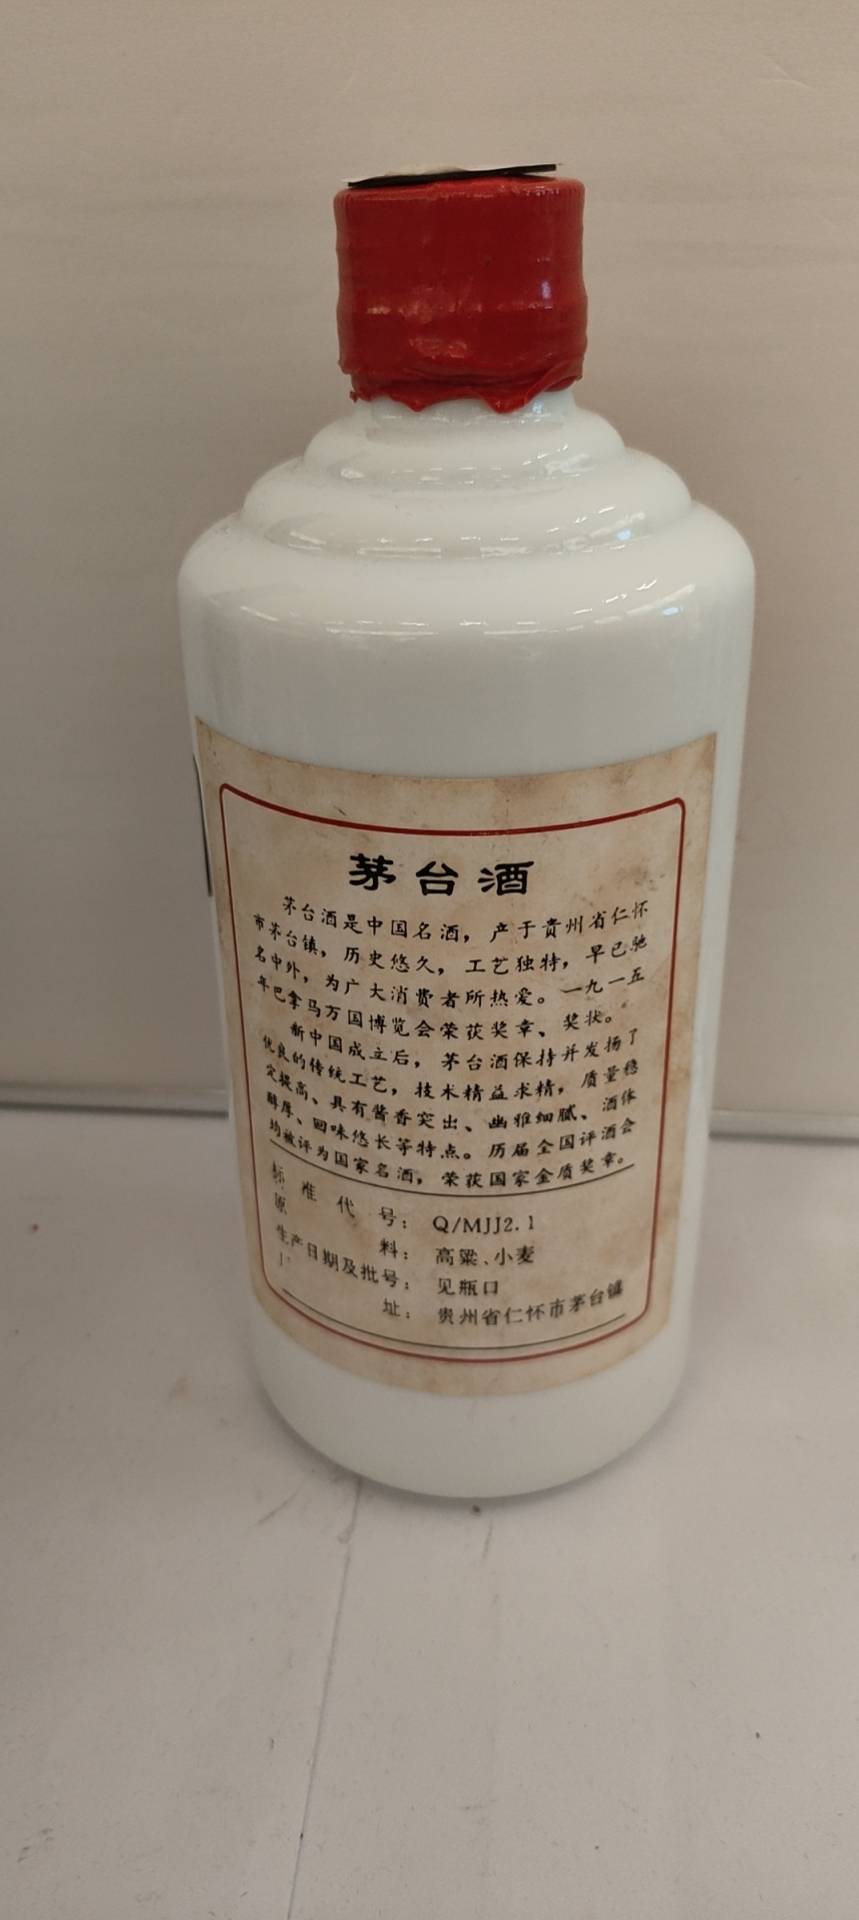 茅台酒
茅台酒是中国名酒，产于贵州省仁怀
市茅台镇，历史悠久，工艺独特，早已驰
名中外，为广大消费者所热爱。一九一五
年巴拿马万国博览会荣获奖章、奖状。
新中国成立后，茅台酒保持并发扬了
优良的传统工艺，技术精益求精，质量稳
定提高、具有酱香突出、幽雅细腻、酒体
醇厚、回味悠长等特点。历届全国评酒会
均被评为国家名酒，荣获国家金质奖章。
标准代号：Q/MJJ2.1
原料：高粱、小麦
生产日期及批号：见瓶口
厂址：贵州省仁怀市茅台镇